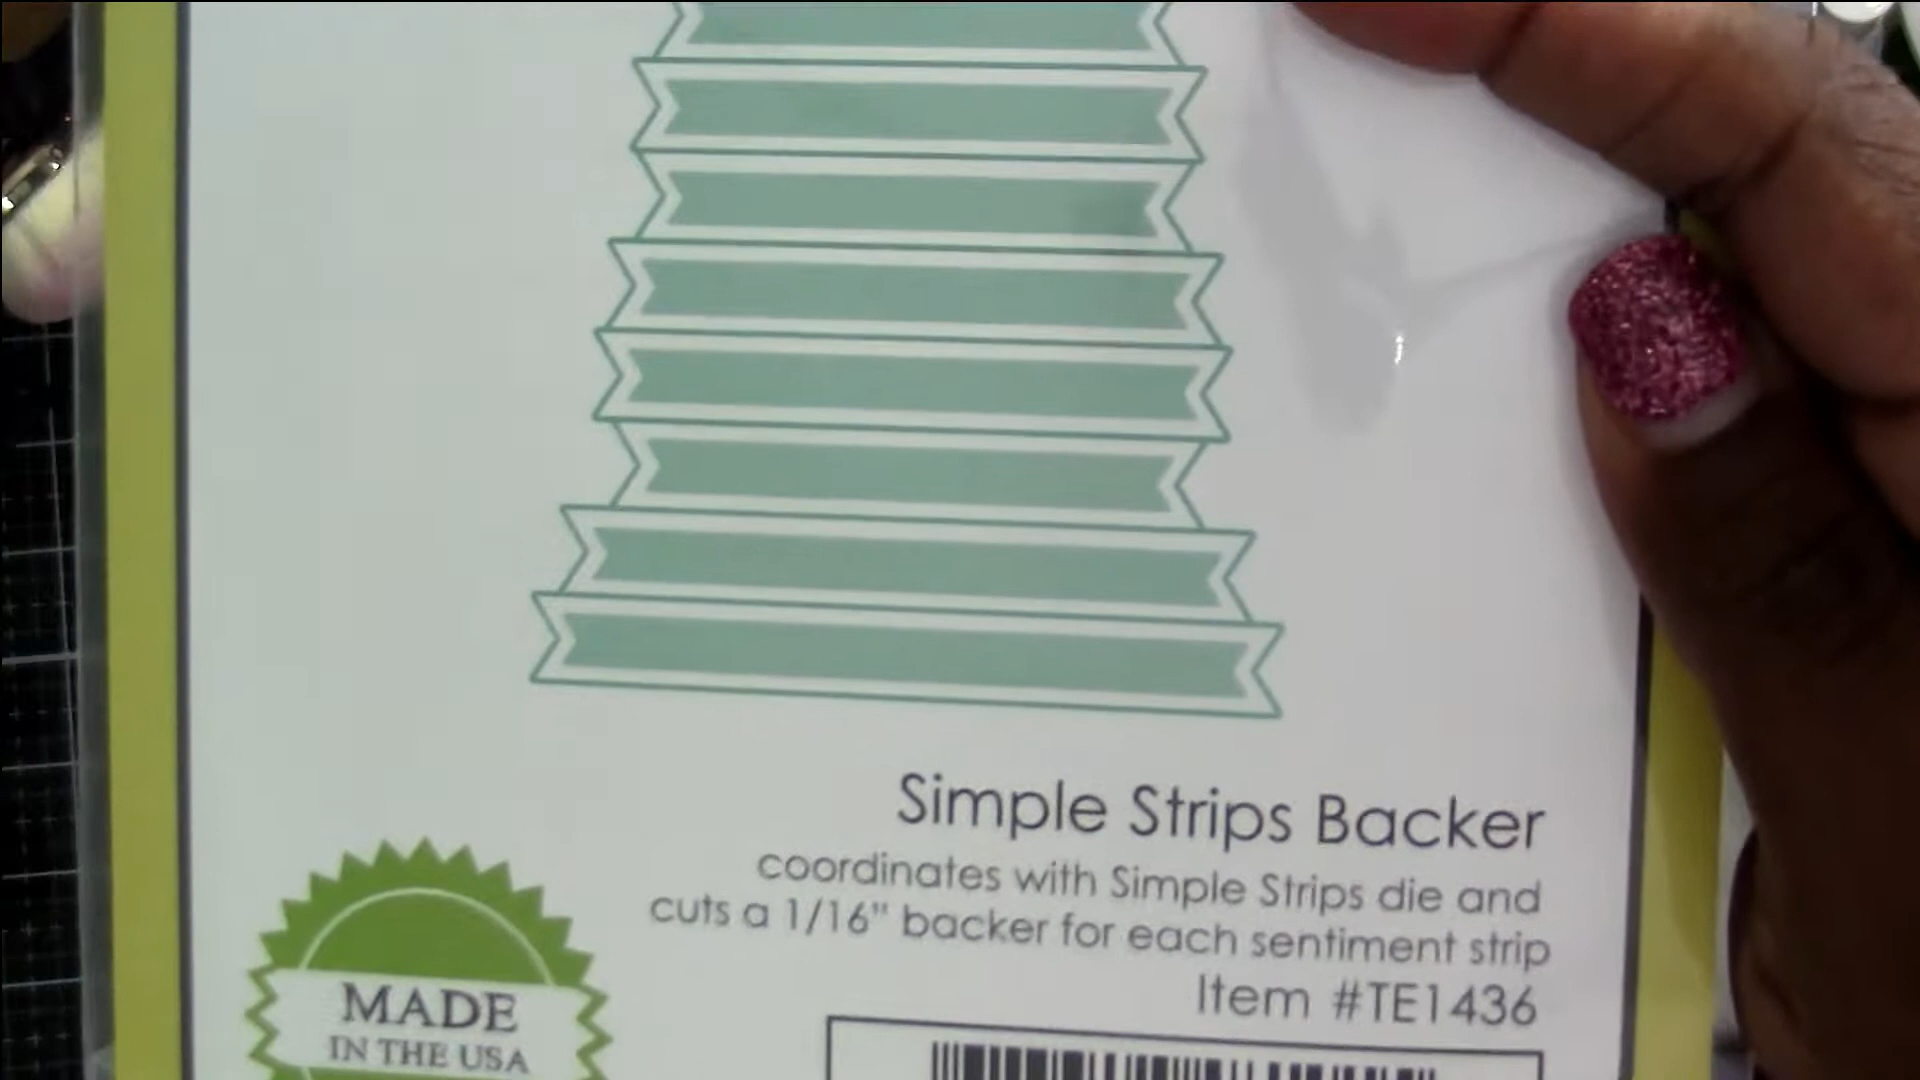 Simple Strips Backer
coordinates with Simple Strips die and
cuts a 1/16" backer for each sentiment strip
Item #TE1436
MADE
IN THE USA